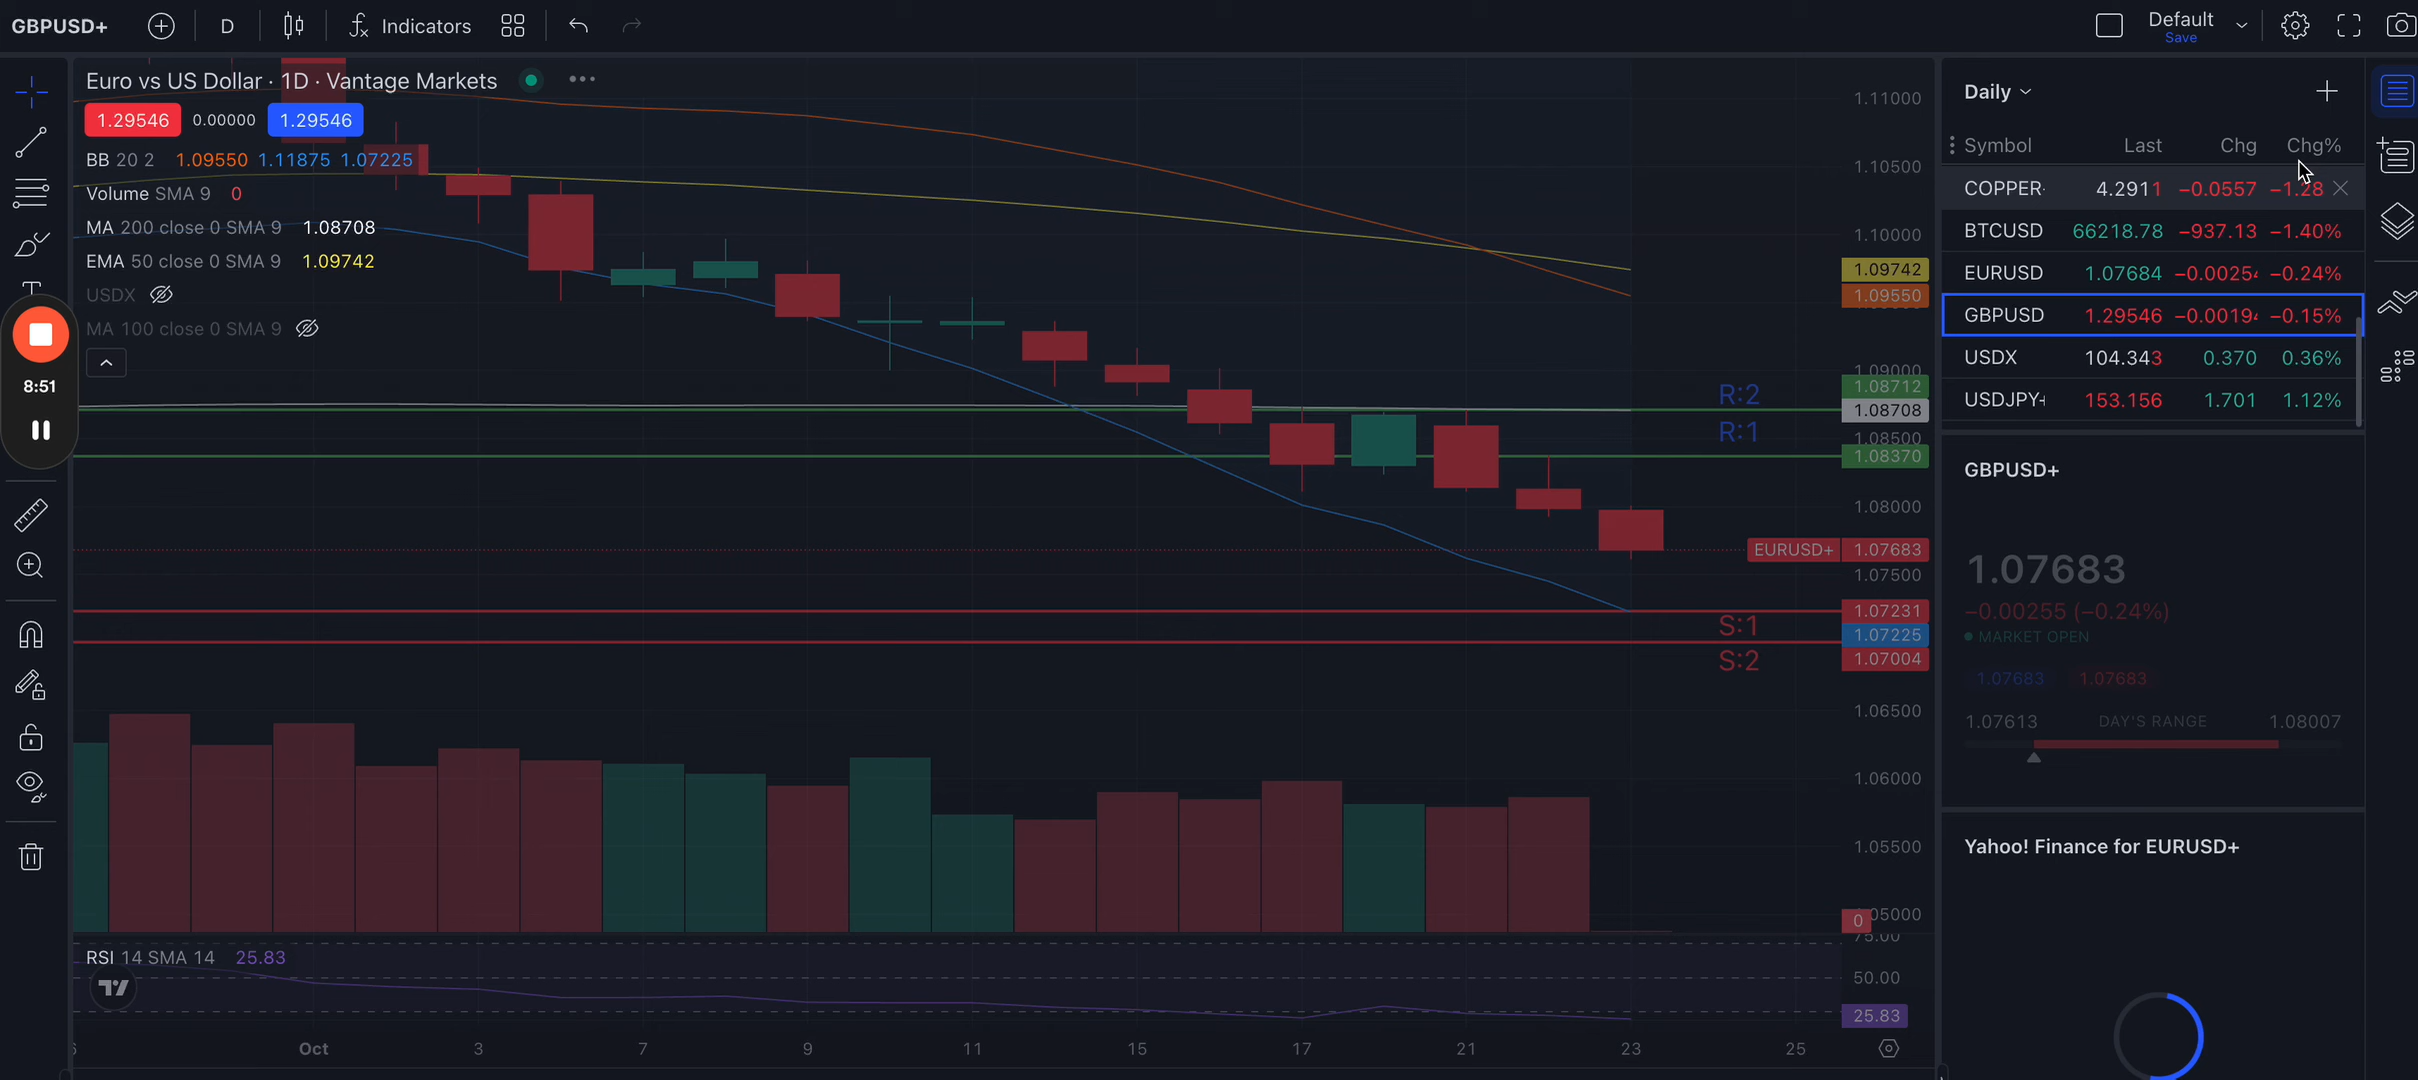 GBPUSD+ D Indicators Default
Save
Euro vs US Dollar · 1D · Vantage Markets
1.29546 0.00000 1.29546
BB 20 2 1.09550 1.11875 1.07225
Volume SMA 9 0
MA 200 close 0 SMA 9 1.08708
EMA 50 close 0 SMA 9 1.09742
USDX
MA 100 close 0 SMA 9
8:51
R:2
R:1
S:1
S:2
1.11000
1.10500
1.10000
1.09742
1.09550
1.09000
1.08712
1.08708
1.08500
1.08370
1.08000
EURUSD+ 1.07683
1.07500
1.07231
1.07225
1.07004
1.06500
1.06000
1.05500
0
75.00
RSI 14 SMA 14 25.83
50.00
25.83
Oct 3 7 9 11 15 17 21 23 25
Daily
Symbol Last Chg Chg%
COPPER 4.2911 −0.0557 −1.28
BTCUSD 66218.78 −937.13 −1.40%
EURUSD 1.07684 −0.0025 −0.24%
GBPUSD 1.29546 −0.0019 −0.15%
USDX 104.343 0.370 0.36%
USDJPY 153.156 1.701 1.12%
GBPUSD+
1.07683
−0.00255 (−0.24%)
MARKET OPEN
1.07683 1.07683
1.07613 DAY'S RANGE 1.08007
Yahoo! Finance for EURUSD+